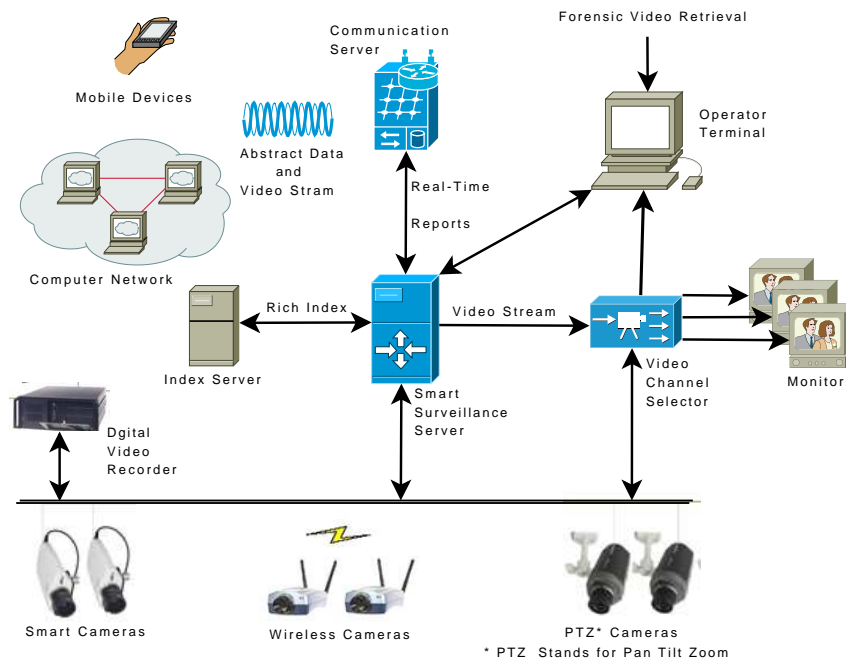 Forensic Video Retrieval
Communication
Server
Mobile Devices
Operator
Terminal
Abstract Data
and
Video Stram
Real-Time
Reports
Computer Network
Rich Index
Video Stream
Index Server
Video
Channel
Selector
Monitor
Smart
Surveillance
Server
Dgital
Video
Recorder
Smart Cameras
Wireless Cameras
PTZ* Cameras
* PTZ Stands for Pan Tilt Zoom